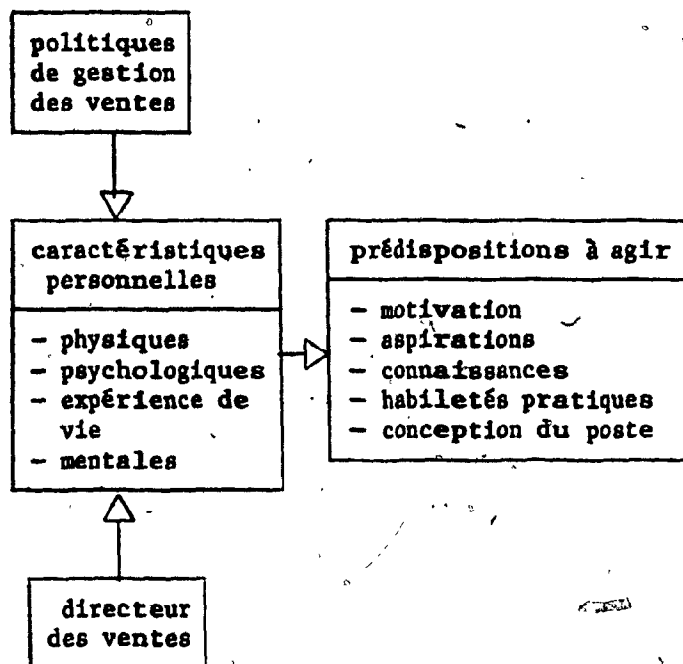 politiques
de gestion
des ventes
caractéristiques
personnelles
- physiques
- psychologiques
- expérience de
vie
- mentales
prédispositions à agir
- motivation
- aspirations
- connaissances
- habiletés pratiques
- conception du poste
directeur
des ventes